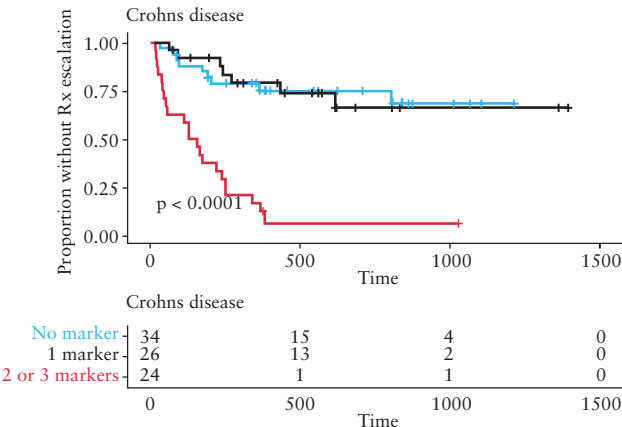 Crohns disease
Proportion without Rx escalation
1.00
0.75
0.50
0.25
0.00
p < 0.0001
0 500 1000 1500
Time
Crohns disease
No marker 34 15 4 0
1 marker 26 13 2 0
2 or 3 markers 24 1 1 0
0 500 1000 1500
Time